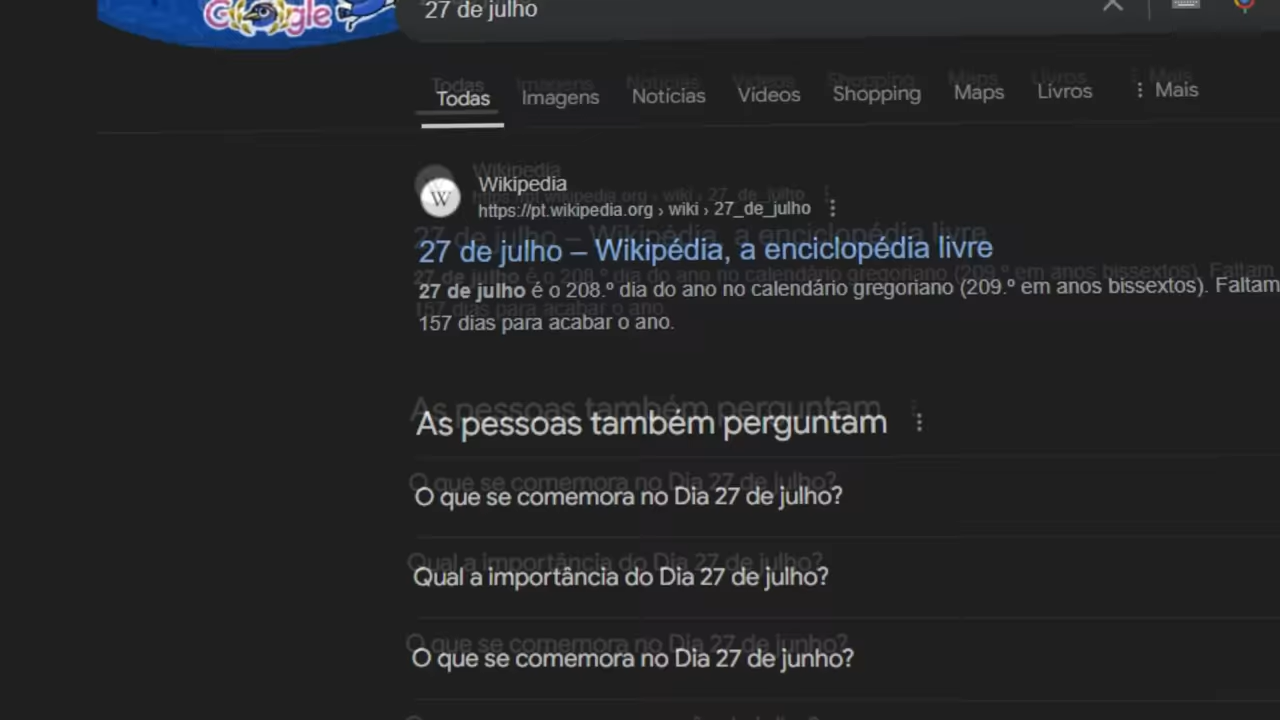 Google
27 de julho
Todas Imagens Notícias Vídeos Shopping Maps Livros Mais
W
Wikipedia
https://pt.wikipedia.org › wiki › 27_de_julho
27 de julho – Wikipédia, a enciclopédia livre
27 de julho é o 208.º dia do ano no calendário gregoriano (209.º em anos bissextos). Faltam
157 dias para acabar o ano.
As pessoas também perguntam
O que se comemora no Dia 27 de julho?
Qual a importância do Dia 27 de julho?
O que se comemora no Dia 27 de junho?